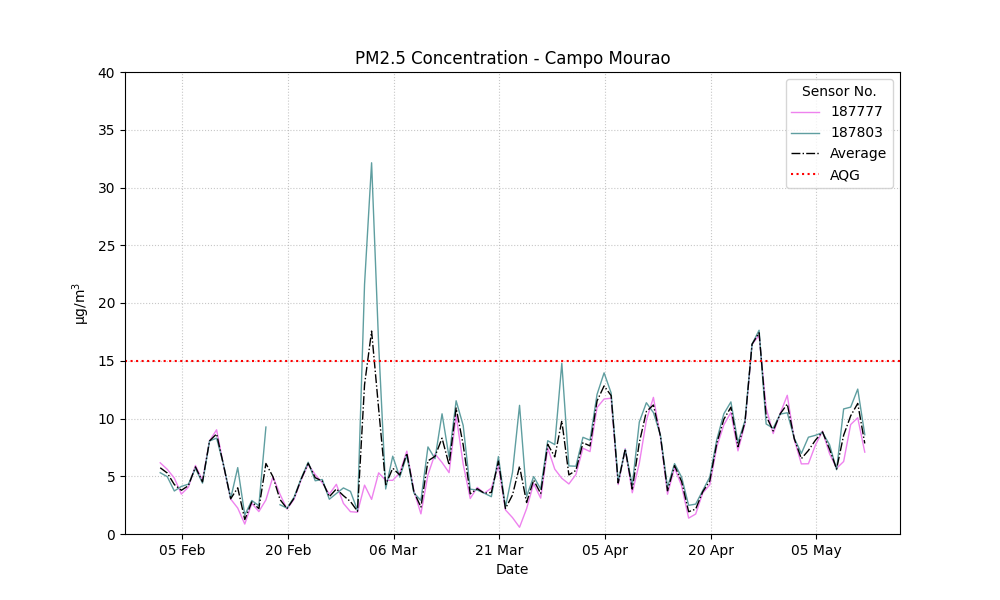 PM2.5 Concentration - Campo Mourao
Sensor No.
187777
187803
Average
AQG
40
35
30
25
20
15
10
5
0
µg/m³
05 Feb
20 Feb
06 Mar
21 Mar
05 Apr
20 Apr
05 May
Date